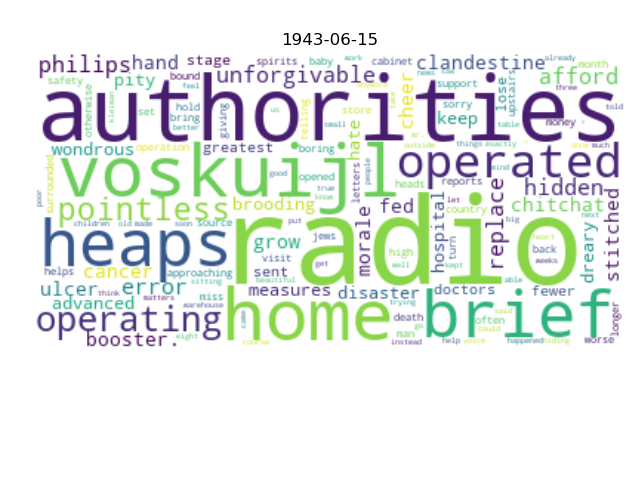 1943-06-15
philips hand stage spirits baby work cabinet clandestine already month
safety pity bound feel unforgivable cheer tax support lose upstairs afford three told
authorities
otherwise set hold bring better giving us telling small store hate sorry keep table money much
wondrous operation greatest boring outside things exactly done
voskuijl operated
surrounded good opened true know letters people heads mind reports hidden
pointless brooding fed morale replace country let chitchat
poor children old made soon source put jews hospital big back next dreary stitched
heaps radio
grow visit get high well turn kept weeks
helps cancer approaching sent sitting beautiful doctors able heart
ulcer error think matters miss measures disaster trying fewer
advanced warehouse death man go often could said
operating home brief
booster. eight came course instead help voice happened hiding worse longer